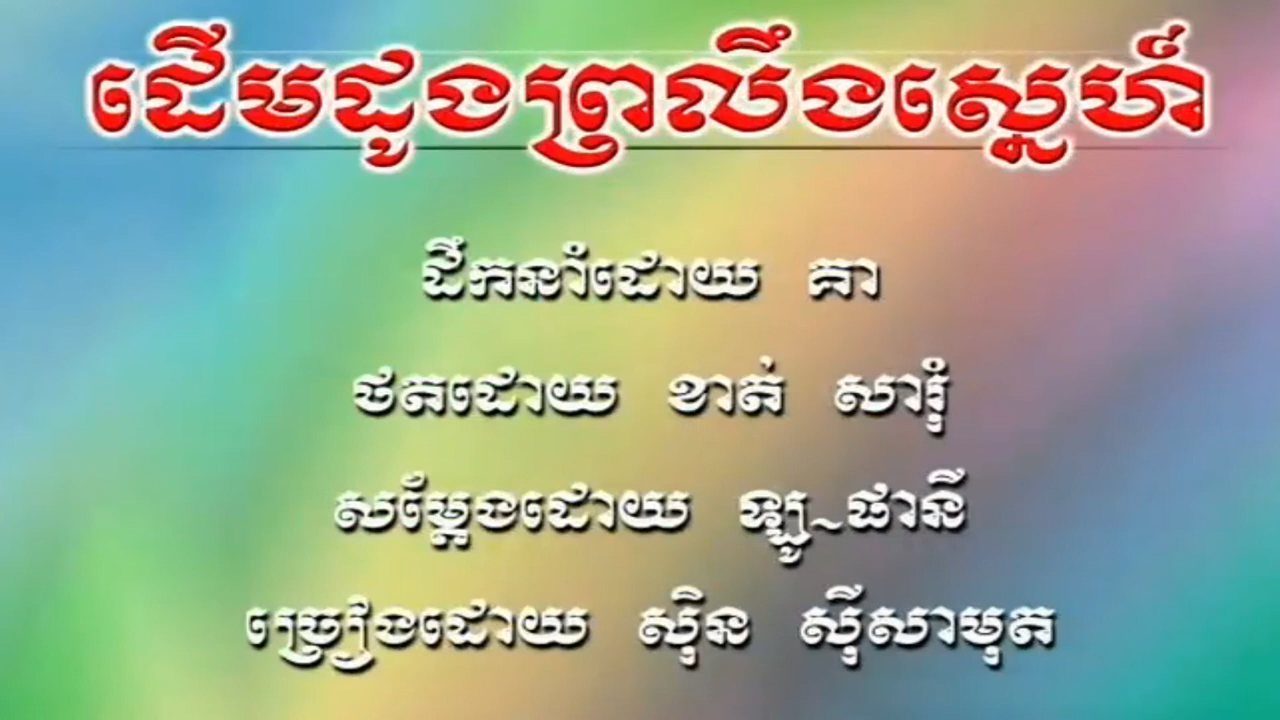 ដើមដូងព្រលឹងស្នេហ៍
ដឹកនាំដោយ គា
ថតដោយ ខាត់ សារុំ
សម្ដែងដោយ ឡូ~ផានី
ច្រៀងដោយ ស៊ិន ស៊ីសាមុត